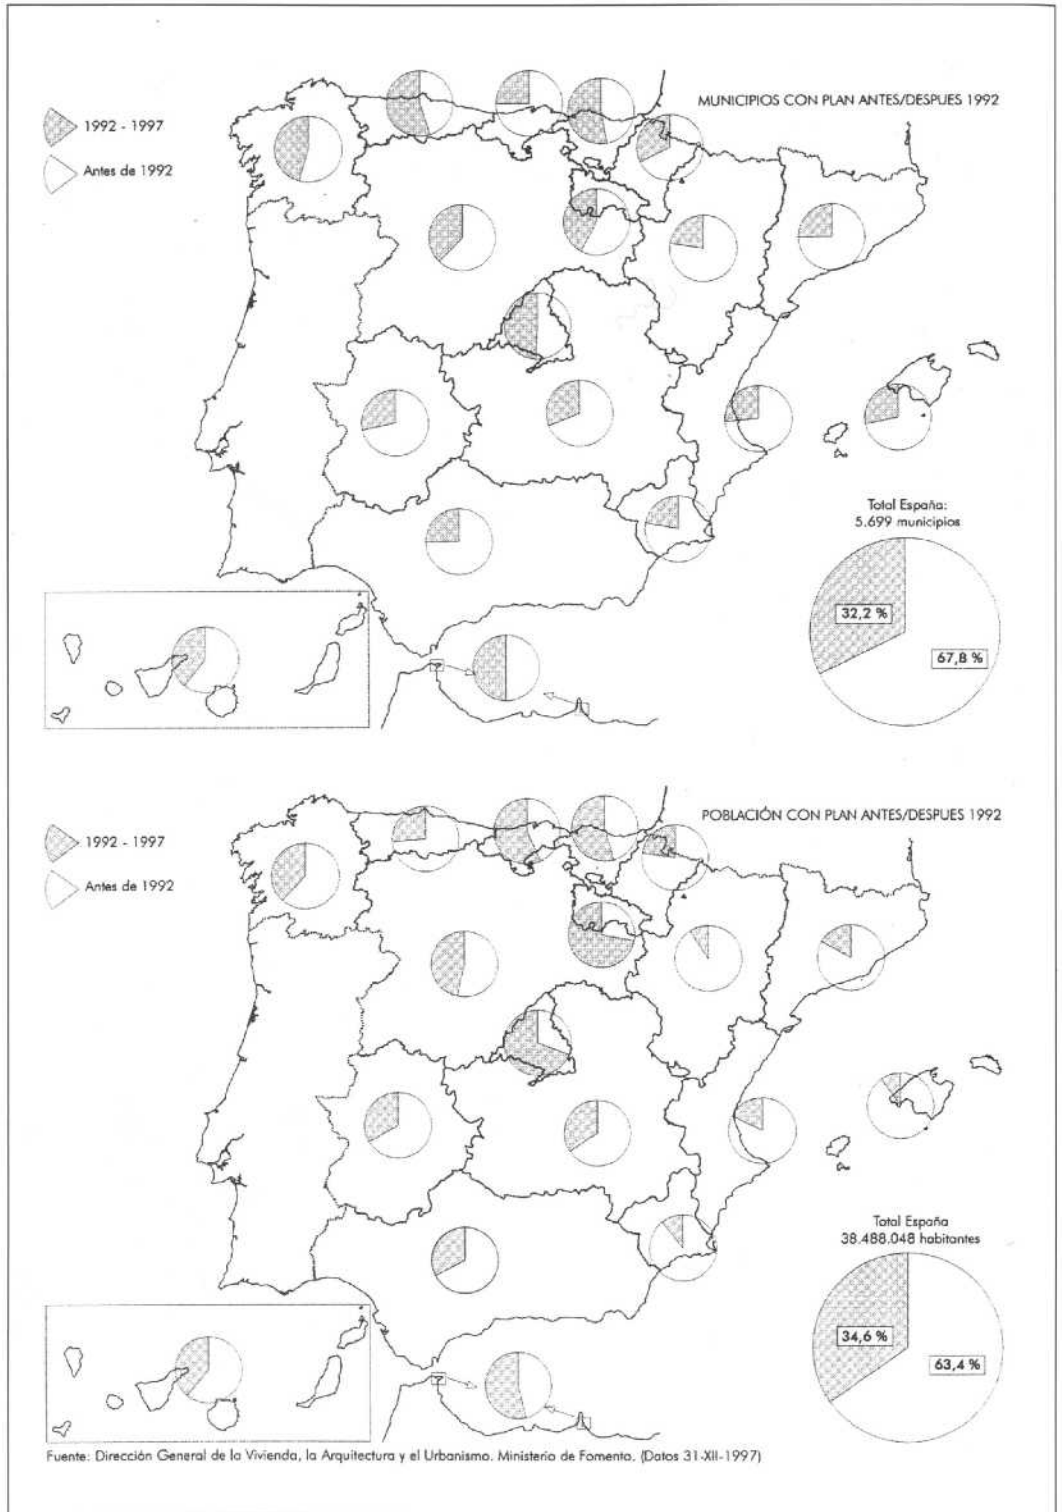 MUNICIPIOS CON PLAN ANTES/DESPUES 1992
1992 - 1997
Antes de 1992
Total España:
5.699 municipios
32,2 %
67,8 %
POBLACIÓN CON PLAN ANTES/DESPUES 1992
1992 - 1997
Antes de 1992
Total España
38.488.048 habitantes
34,6 %
63,4 %
Fuente: Dirección General de la Vivienda, la Arquitectura y el Urbanismo. Ministerio de Fomento. (Datos 31-XII-1997)